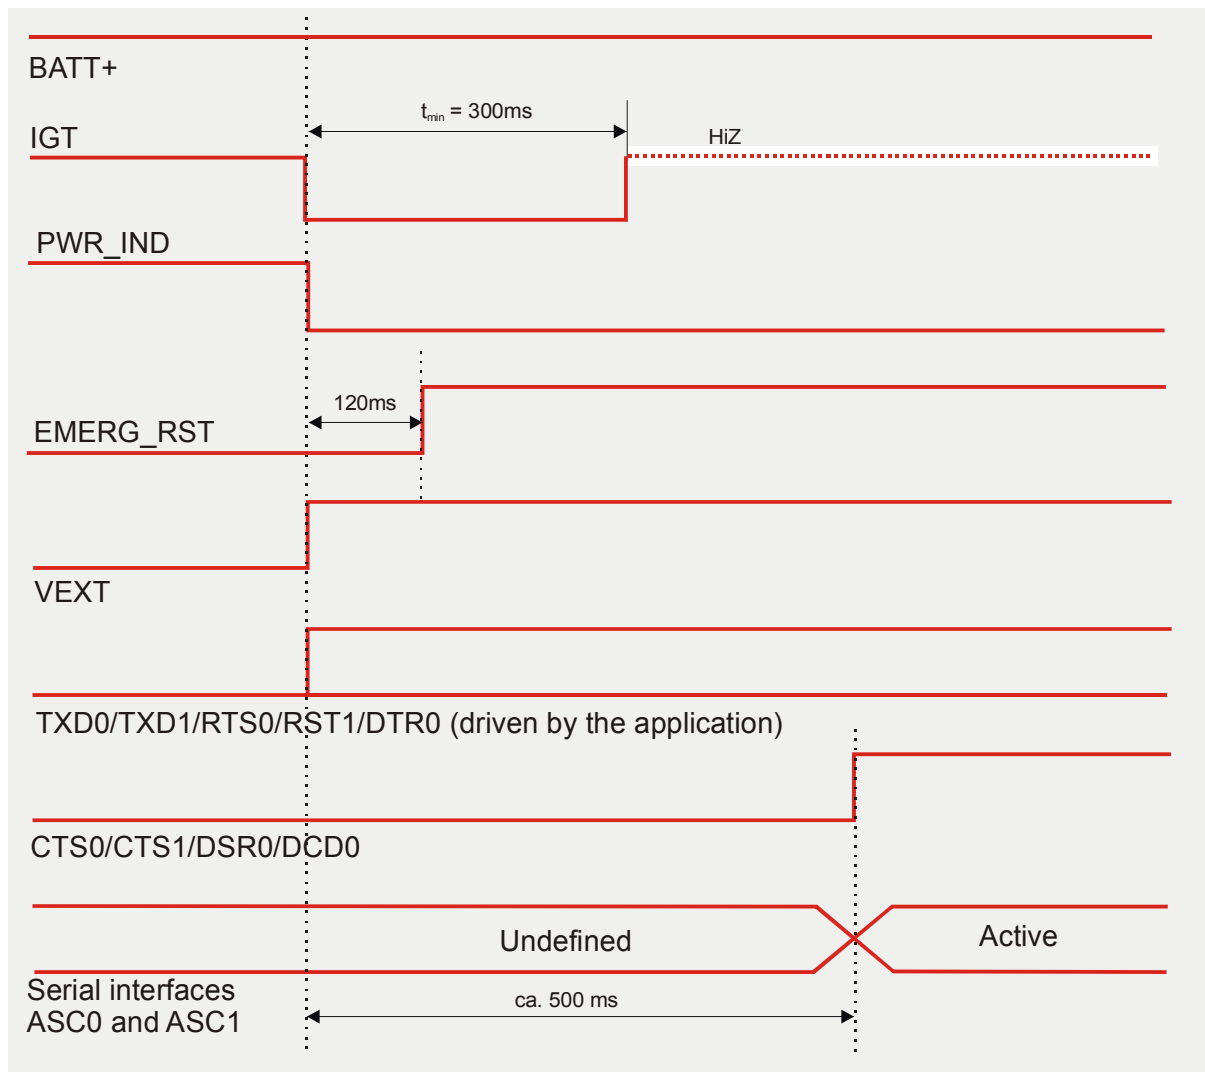 BATT+
tmin = 300ms
IGT
HiZ
PWR_IND
120ms
EMERG_RST
VEXT
TXD0/TXD1/RTS0/RST1/DTR0 (driven by the application)
CTS0/CTS1/DSR0/DCD0
Undefined
Active
Serial interfaces
ASC0 and ASC1
ca. 500 ms